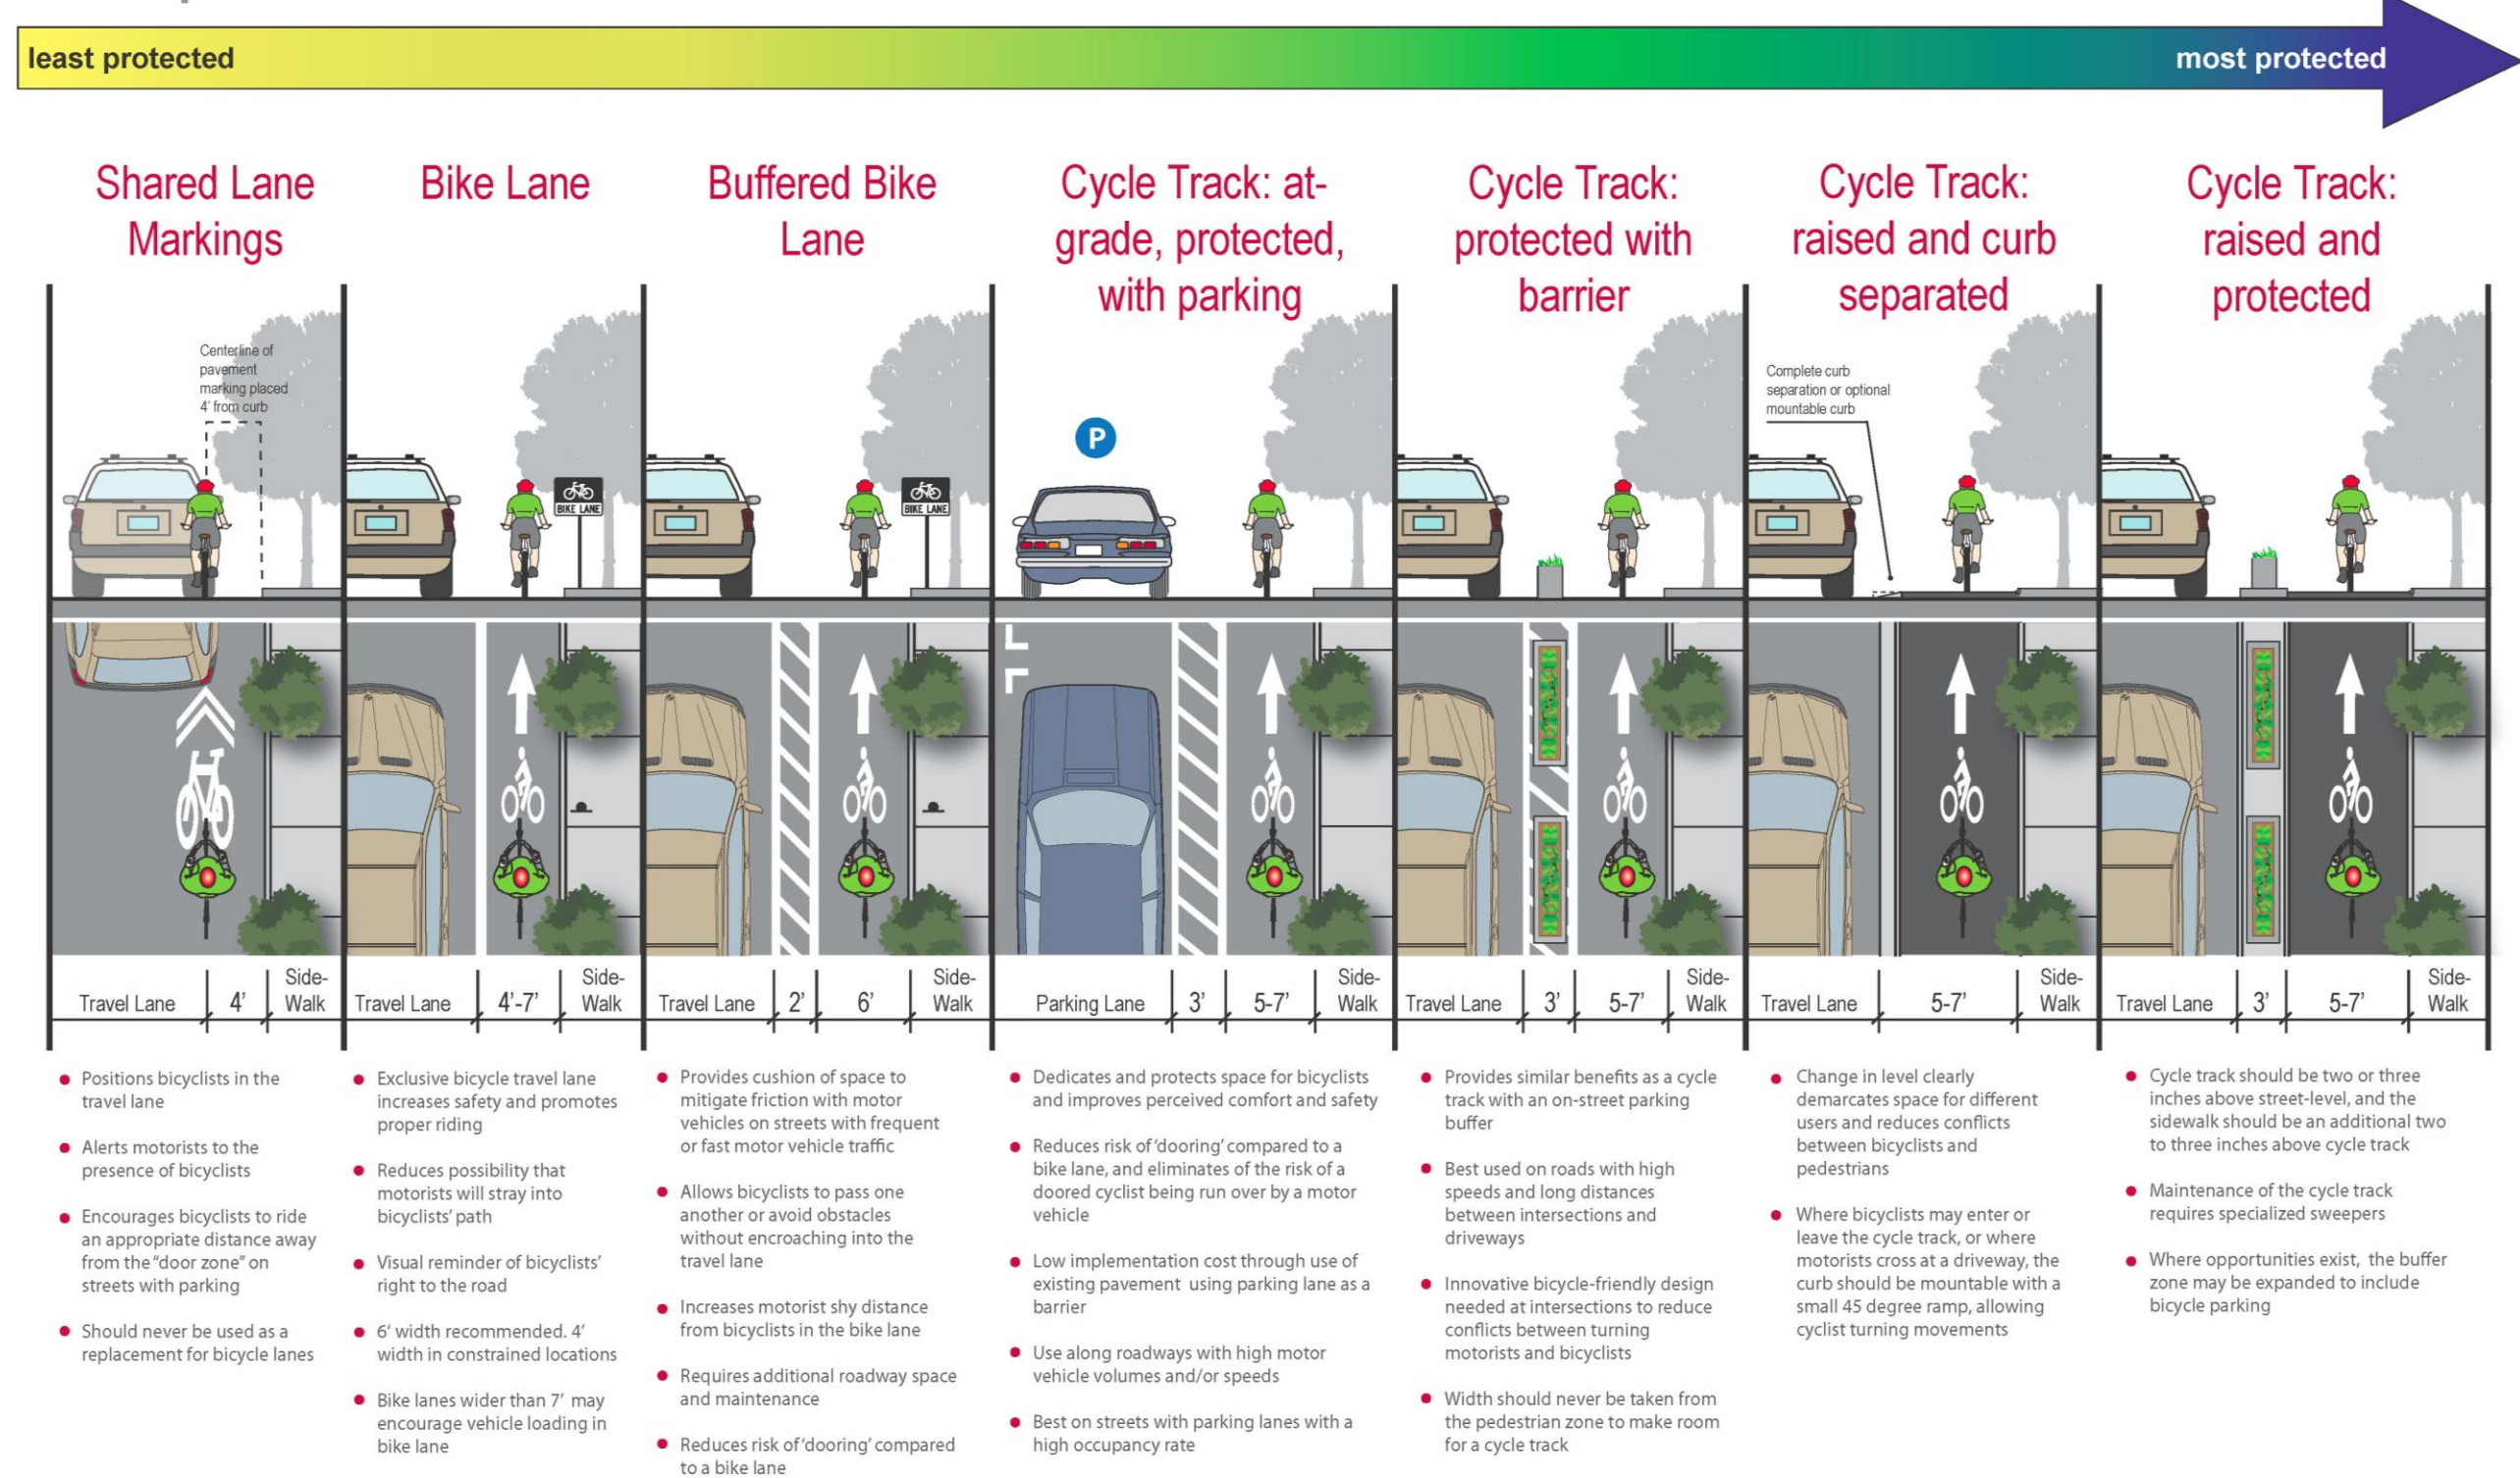 least protected
most protected
Shared Lane
Markings
Bike Lane
Buffered Bike
Lane
Cycle Track: at-
grade, protected,
with parking
Cycle Track:
protected with
barrier
Cycle Track:
raised and curb
separated
Cycle Track:
raised and
protected
Centerline of
pavement
marking placed
4' from curb
BIKE LANE
BIKE LANE
P
Complete curb
separation or optional
mountable curb
Travel Lane
4'
Side-
Walk
Travel Lane
4'-7'
Side-
Walk
Travel Lane
2'
6'
Side-
Walk
Parking Lane
3'
5-7'
Side-
Walk
Travel Lane
3'
5-7'
Side-
Walk
Travel Lane
5-7'
Side-
Walk
Travel Lane
3'
5-7'
Side-
Walk
Positions bicyclists in the
travel lane
Alerts motorists to the
presence of bicyclists
Encourages bicyclists to ride
an appropriate distance away
from the "door zone" on
streets with parking
Should never be used as a
replacement for bicycle lanes
Exclusive bicycle travel lane
increases safety and promotes
proper riding
Reduces possibility that
motorists will stray into
bicyclists' path
Visual reminder of bicyclists'
right to the road
6' width recommended. 4'
width in constrained locations
Bike lanes wider than 7' may
encourage vehicle loading in
bike lane
Provides cushion of space to
mitigate friction with motor
vehicles on streets with frequent
or fast motor vehicle traffic
Allows bicyclists to pass one
another or avoid obstacles
without encroaching into the
travel lane
Increases motorist shy distance
from bicyclists in the bike lane
Requires additional roadway space
and maintenance
Reduces risk of 'dooring' compared
to a bike lane
Dedicates and protects space for bicyclists
and improves perceived comfort and safety
Reduces risk of 'dooring' compared to a
bike lane, and eliminates of the risk of a
doored cyclist being run over by a motor
vehicle
Low implementation cost through use of
existing pavement using parking lane as a
barrier
Use along roadways with high motor
vehicle volumes and/or speeds
Best on streets with parking lanes with a
high occupancy rate
Provides similar benefits as a cycle
track with an on-street parking
buffer
Best used on roads with high
speeds and long distances
between intersections and
driveways
Innovative bicycle-friendly design
needed at intersections to reduce
conflicts between turning
motorists and bicyclists
Width should never be taken from
the pedestrian zone to make room
for a cycle track
Change in level clearly
demarcates space for different
users and reduces conflicts
between bicyclists and
pedestrians
Where bicyclists may enter or
leave the cycle track, or where
motorists cross at a driveway, the
curb should be mountable with a
small 45 degree ramp, allowing
cyclist turning movements
Cycle track should be two or three
inches above street-level, and the
sidewalk should be an additional two
to three inches above cycle track
Maintenance of the cycle track
requires specialized sweepers
Where opportunities exist, the buffer
zone may be expanded to include
bicycle parking